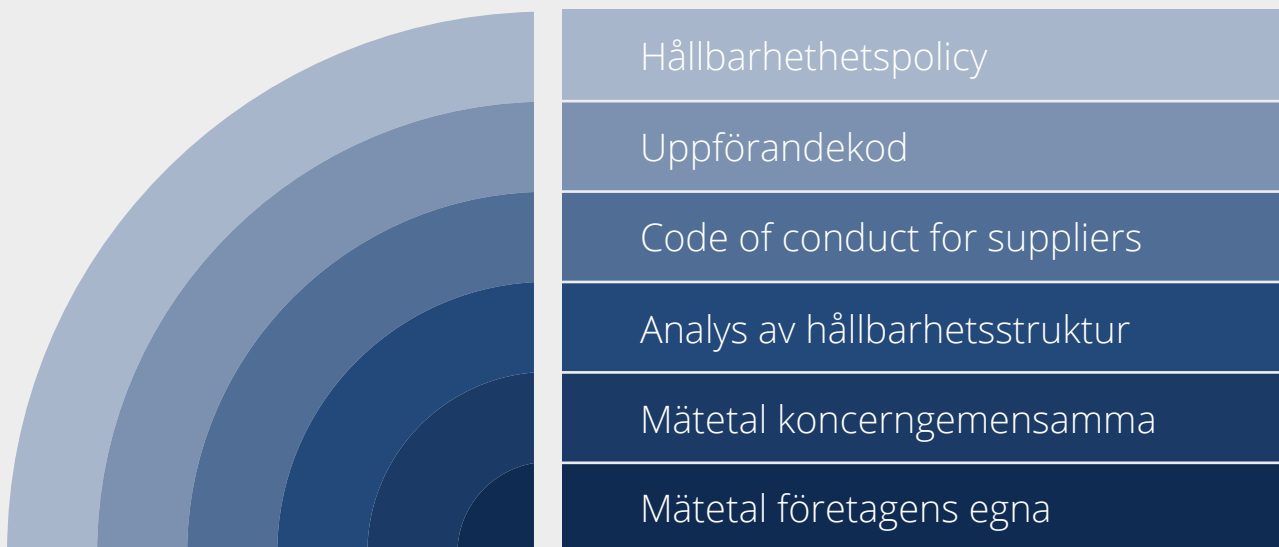 Hållbarhethetspolicy
Uppförandekod
Code of conduct for suppliers
Analys av hållbarhetsstruktur
Mätetal koncerngemensamma
Mätetal företagens egna